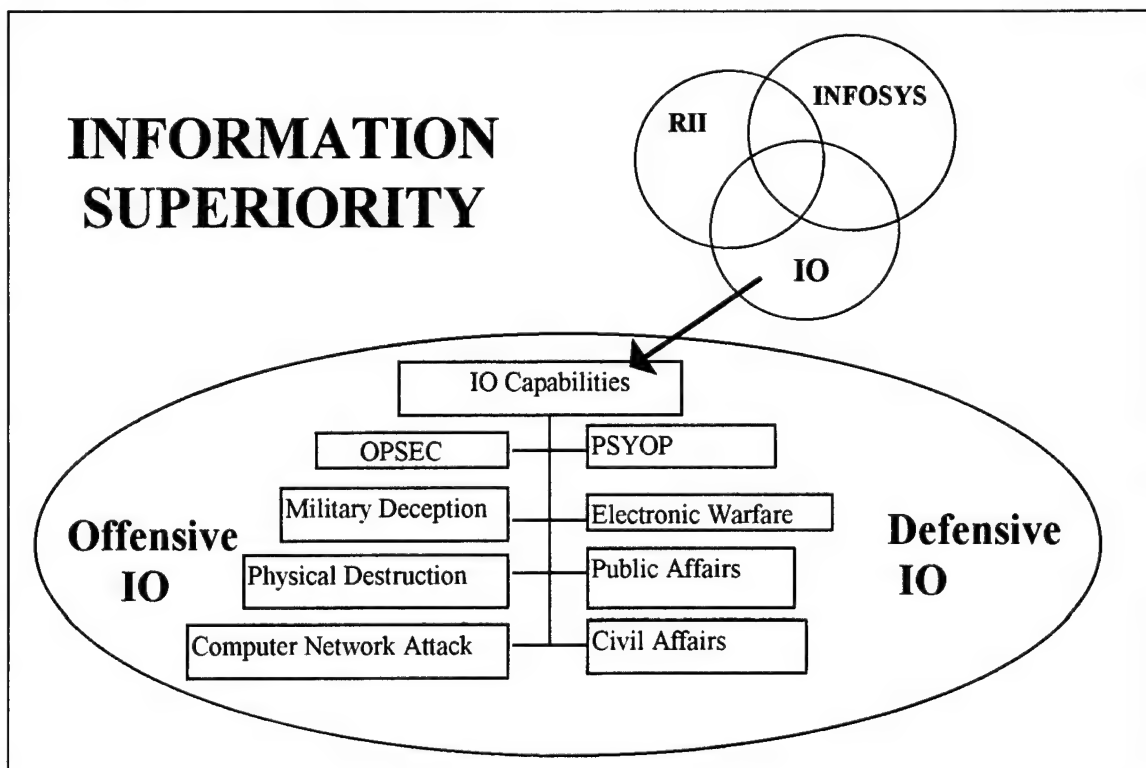 INFORMATION
SUPERIORITY
RII
INFOSYS
IO
IO Capabilities
OPSEC
PSYOP
Military Deception
Electronic Warfare
Physical Destruction
Public Affairs
Computer Network Attack
Civil Affairs
Offensive
IO
Defensive
IO